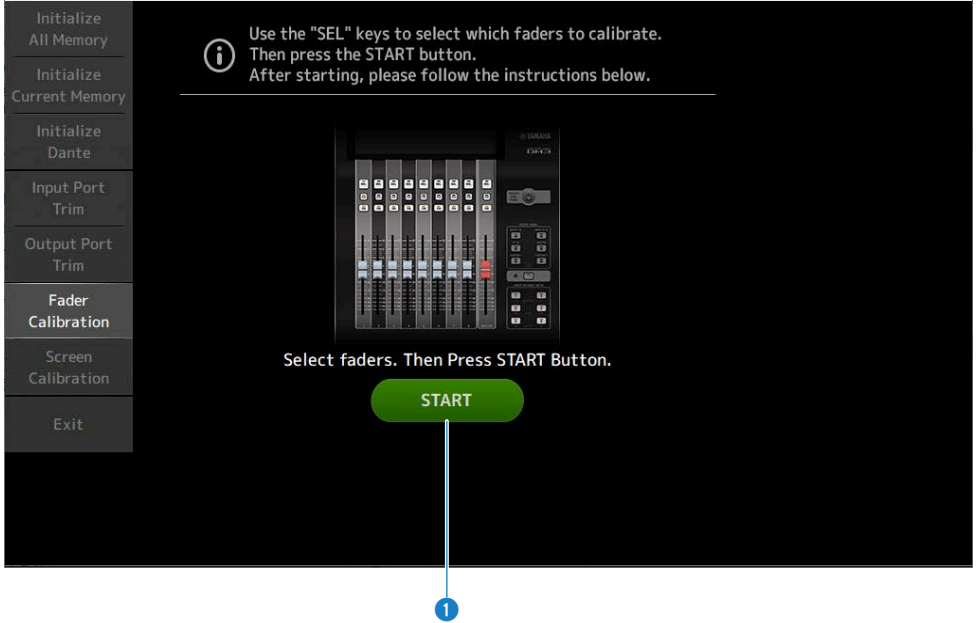 Initialize
All Memory
Initialize
Current Memory
Initialize
Dante
Input Port
Trim
Output Port
Trim
Fader
Calibration
Screen
Calibration
Exit
Use the "SEL" keys to select which faders to calibrate.
Then press the START button.
After starting, please follow the instructions below.
YAMAHA
DM3
Select faders. Then Press START Button.
START
1